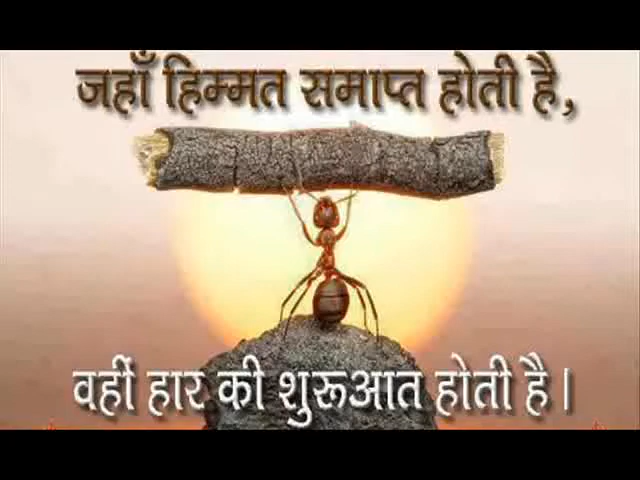 जहाँ हिम्मत समाप्त होती है,
वहीं हार की शुरूआत होती है।